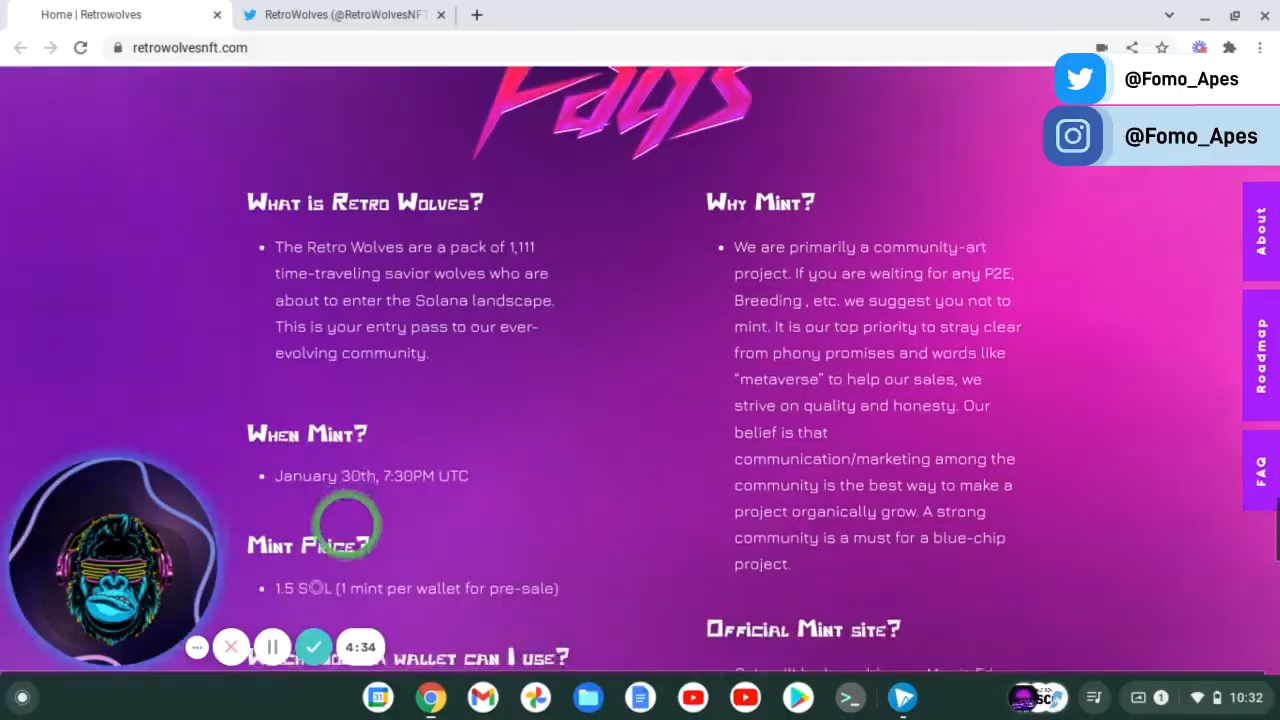 Home | Retrowolves
RetroWolves (@RetroWolvesNFT
retrowolvesnft.com
@Fomo_Apes
@Fomo_Apes
Faqs
What is Retro Wolves?
The Retro Wolves are a pack of 1,111
time-traveling savior wolves who are
about to enter the Solana landscape.
This is your entry pass to our ever-
evolving community.
When Mint?
January 30th, 7:30PM UTC
Mint Price?
1.5 S◎L (1 mint per wallet for pre-sale)
wallet can I use?
Why Mint?
We are primarily a community-art
project. If you are waiting for any P2E,
Breeding , etc. we suggest you not to
mint. It is our top priority to stray clear
from phony promises and words like
“metaverse” to help our sales, we
strive on quality and honesty. Our
belief is that
communication/marketing among the
community is the best way to make a
project organically grow. A strong
community is a must for a blue-chip
project.
Official Mint site?
About
Roadmap
FAQ
4:34
31
1
10:32